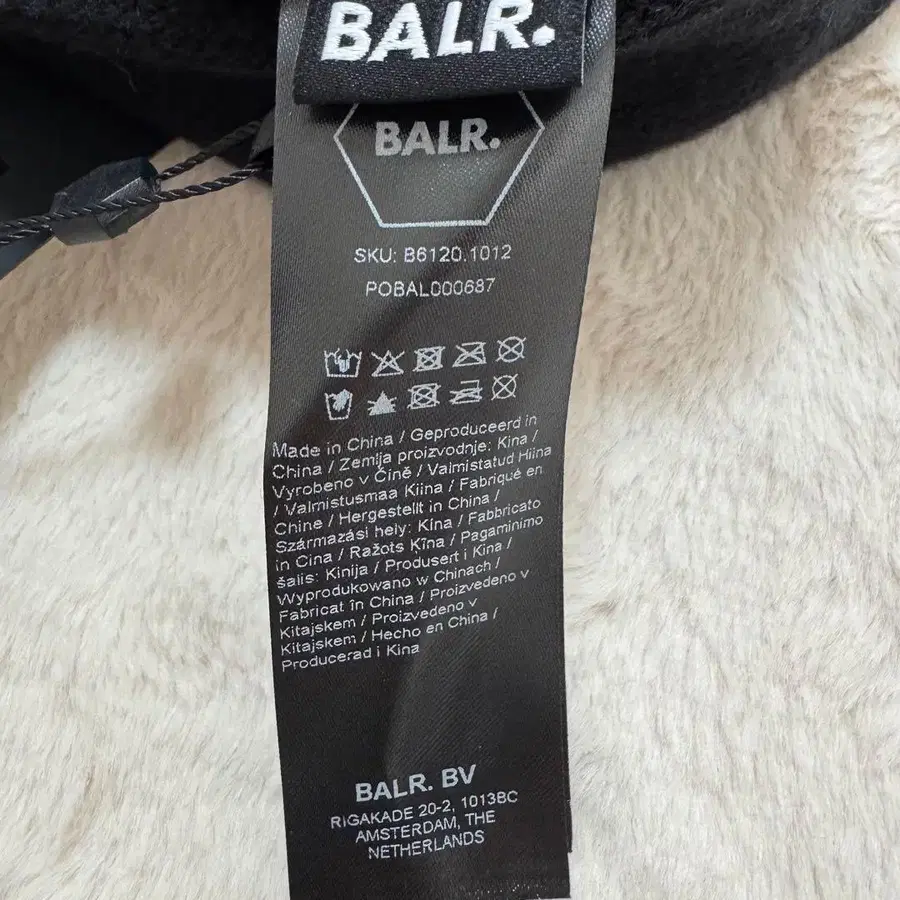 BALR.
BALR.
SKU: B6120.1012
POBAL000687
Made in China / Geproduceerd in
China / Zemlja proizvodnje: Kina /
Vyrobeno v Číně / Valmistatud Hiina
/ Valmistusmaa Kiina / Fabriqué en
Chine / Hergestellt in China /
Származási hely: Kína / Fabbricato
in Cina / Ražots Ķīna / Pagaminimo
šalis: Kinija / Produsert i Kina /
Wyprodukowano w Chinach /
Fabricat în China / Proizvedeno v
Kitajskem / Proizvedeno v
Kitajskem / Hecho en China /
Producerad i Kina
BALR. BV
RIGAKADE 20-2, 1013BC
AMSTERDAM, THE
NETHERLANDS